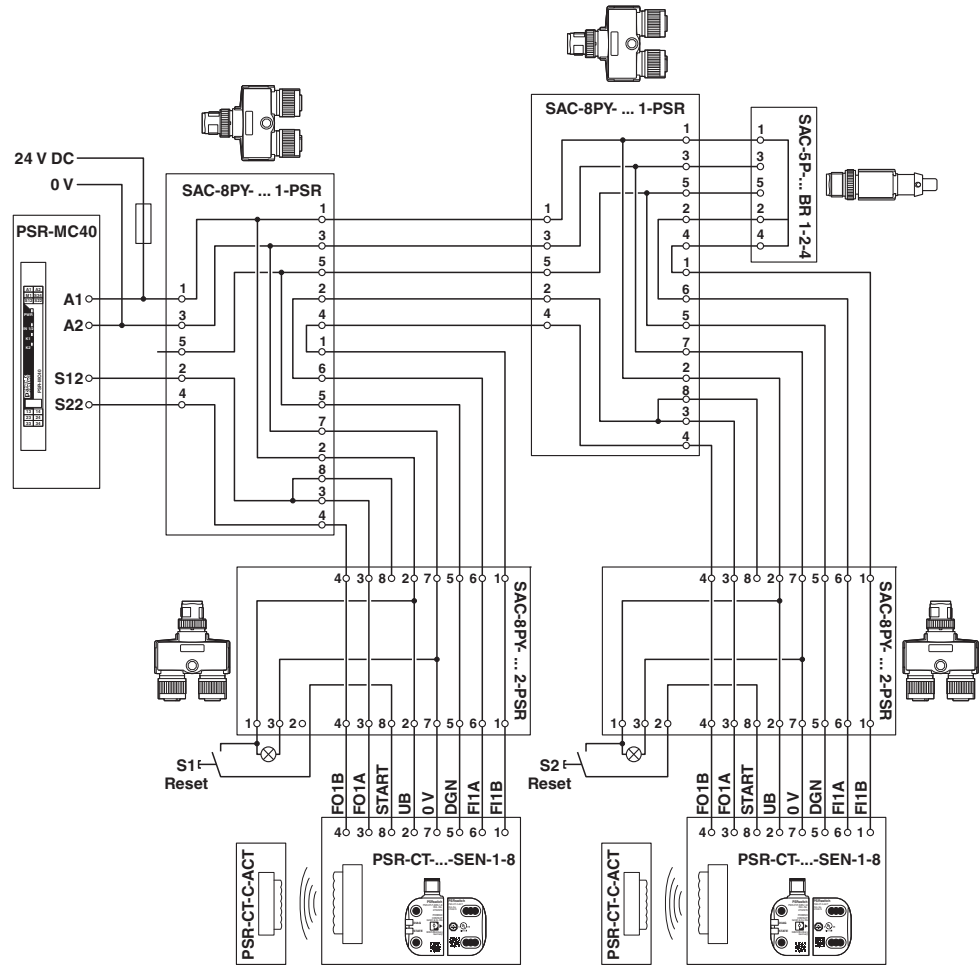 SAC-8PY- ... 1-PSR
1
3
5
2
4
1
6
5
7
2
8
3
4
1
3
5
2
4
SAC-5P-... BR 1-2-4
1
3
5
2
4
24 V DC
0 V
SAC-8PY- ... 1-PSR
1
3
5
2
4
1
3
5
2
4
1
6
5
7
2
8
3
4
PSR-MC40
A1
A2
S12
S22
PSR-MC40
4 3 8 2 7 5 6 1
SAC-8PY- ... 2-PSR
1 3 2 4 3 8 2 7 5 6 1
S1
Reset
FO1B
FO1A
START
UB
0 V
DGN
FI1A
FI1B
4 3 8 2 7 5 6 1
PSR-CT-...-SEN-1-8
PSR-CT-C-ACT
4 3 8 2 7 5 6 1
SAC-8PY- ... 2-PSR
1 3 2 4 3 8 2 7 5 6 1
S2
Reset
FO1B
FO1A
START
UB
0 V
DGN
FI1A
FI1B
4 3 8 2 7 5 6 1
PSR-CT-...-SEN-1-8
PSR-CT-C-ACT